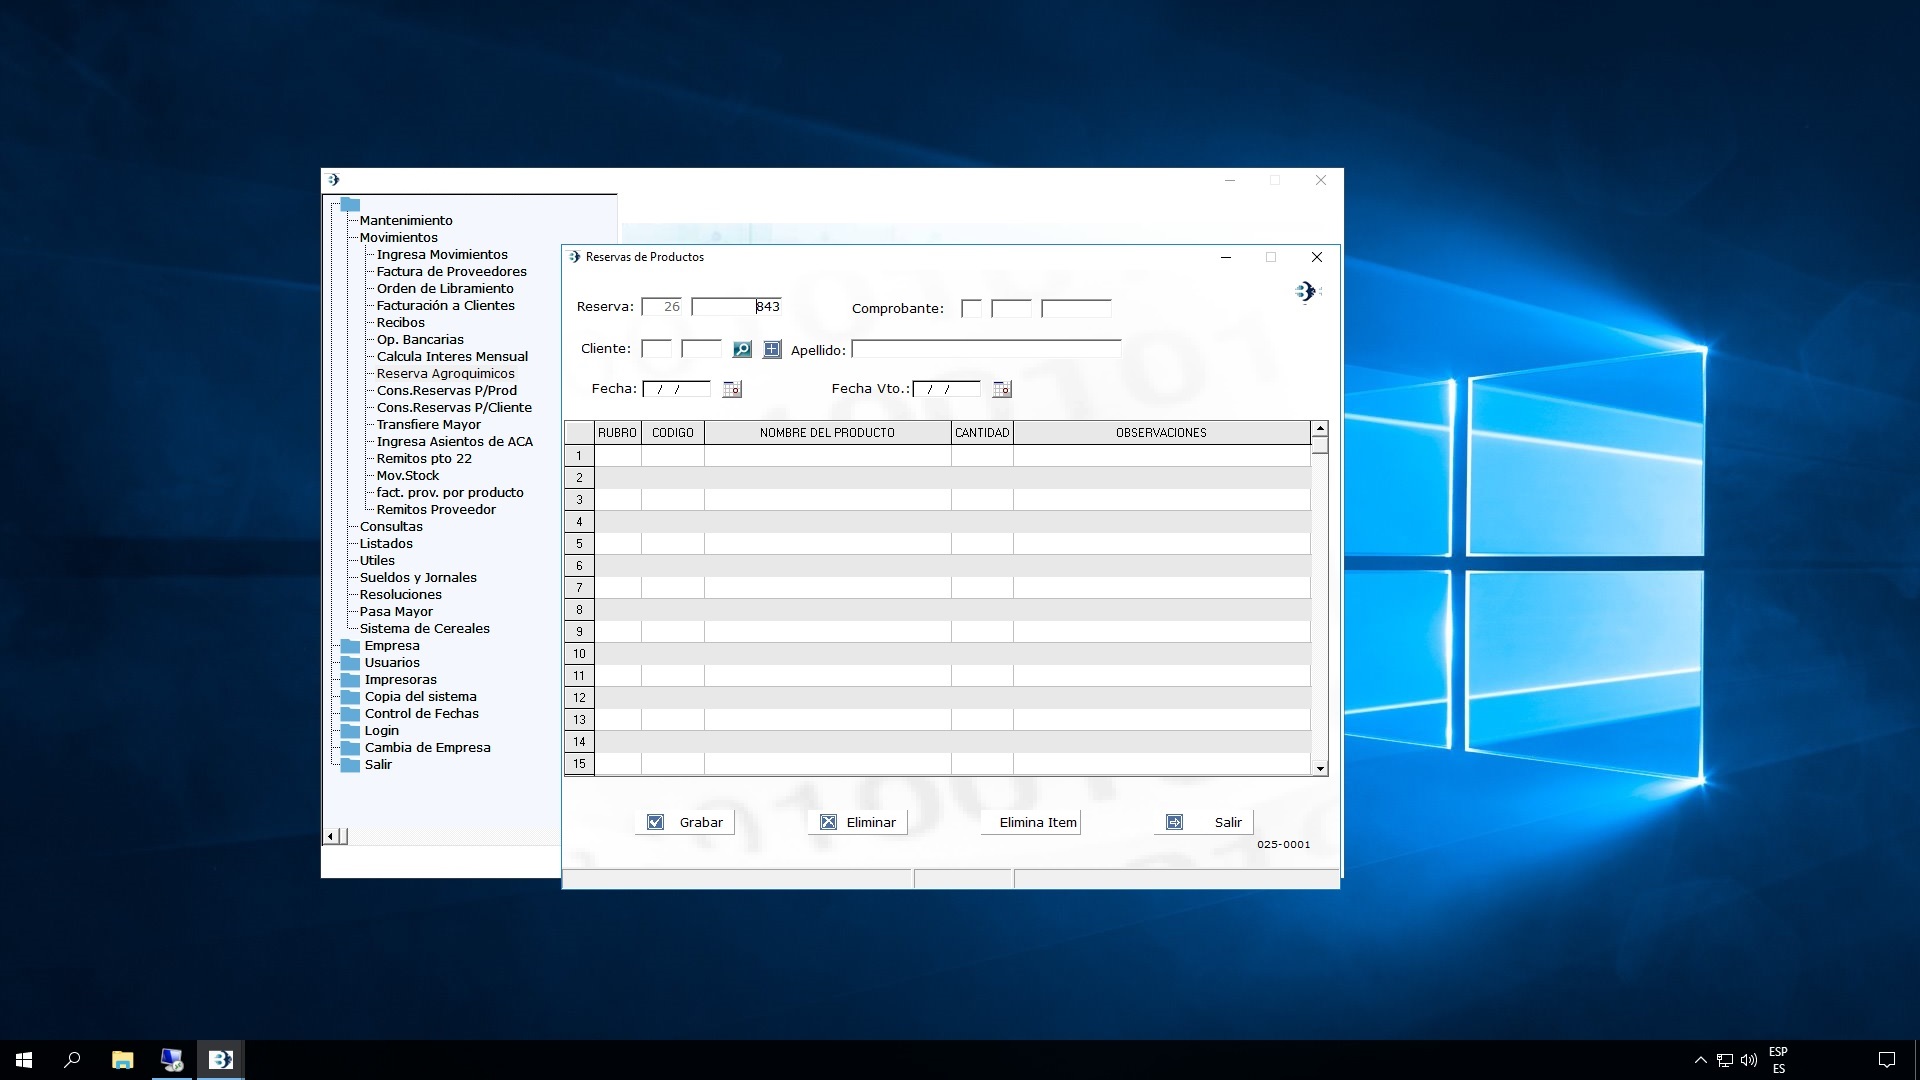 Mantenimiento
Movimientos
Ingresa Movimientos
Factura de Proveedores
Orden de Libramiento
Facturación a Clientes
Recibos
Op. Bancarias
Calcula Interes Mensual
Reserva Agroquimicos
Cons.Reservas P/Prod
Cons.Reservas P/Cliente
Transfiere Mayor
Ingresa Asientos de ACA
Remitos pto 22
Mov.Stock
fact. prov. por producto
Remitos Proveedor
Consultas
Listados
Utiles
Sueldos y Jornales
Resoluciones
Pasa Mayor
Sistema de Cereales
Empresa
Usuarios
Impresoras
Copia del sistema
Control de Fechas
Login
Cambia de Empresa
Salir
Reservas de Productos
Reserva: 26 843 Comprobante:
Cliente: Apellido:
Fecha: / / Fecha Vto.: / /
RUBRO CODIGO NOMBRE DEL PRODUCTO CANTIDAD OBSERVACIONES
1
2
3
4
5
6
7
8
9
10
11
12
13
14
15
Grabar Eliminar Elimina Item Salir
025-0001
ESP
ES